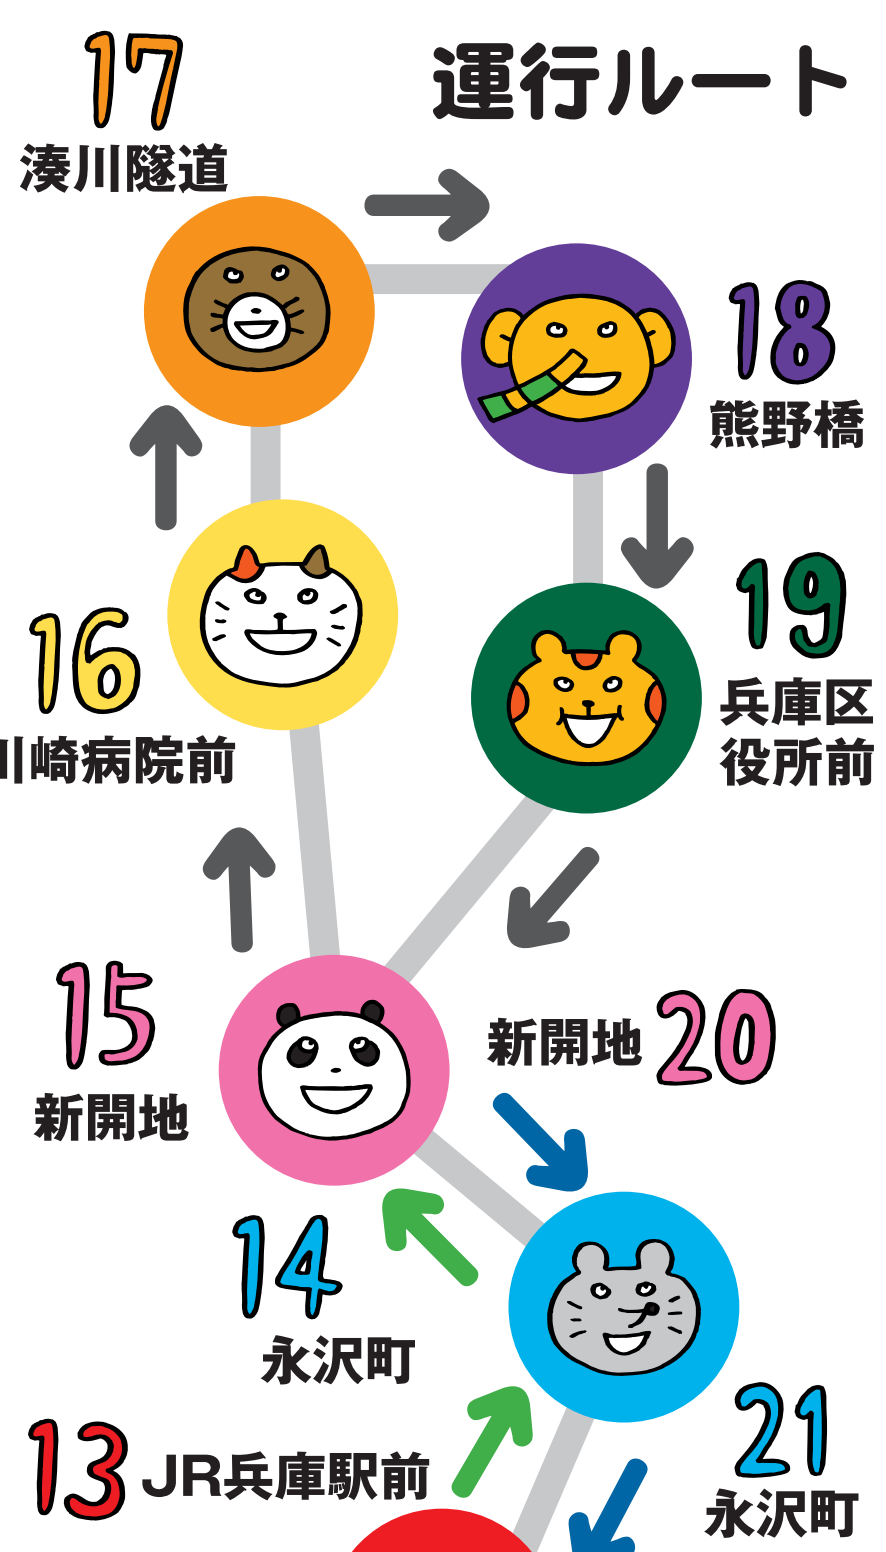 運行ルート
17
湊川隧道
18
熊野橋
19
兵庫区
役所前
16
川崎病院前
15
新開地
新開地 20
14
永沢町
13 JR兵庫駅前
21
永沢町